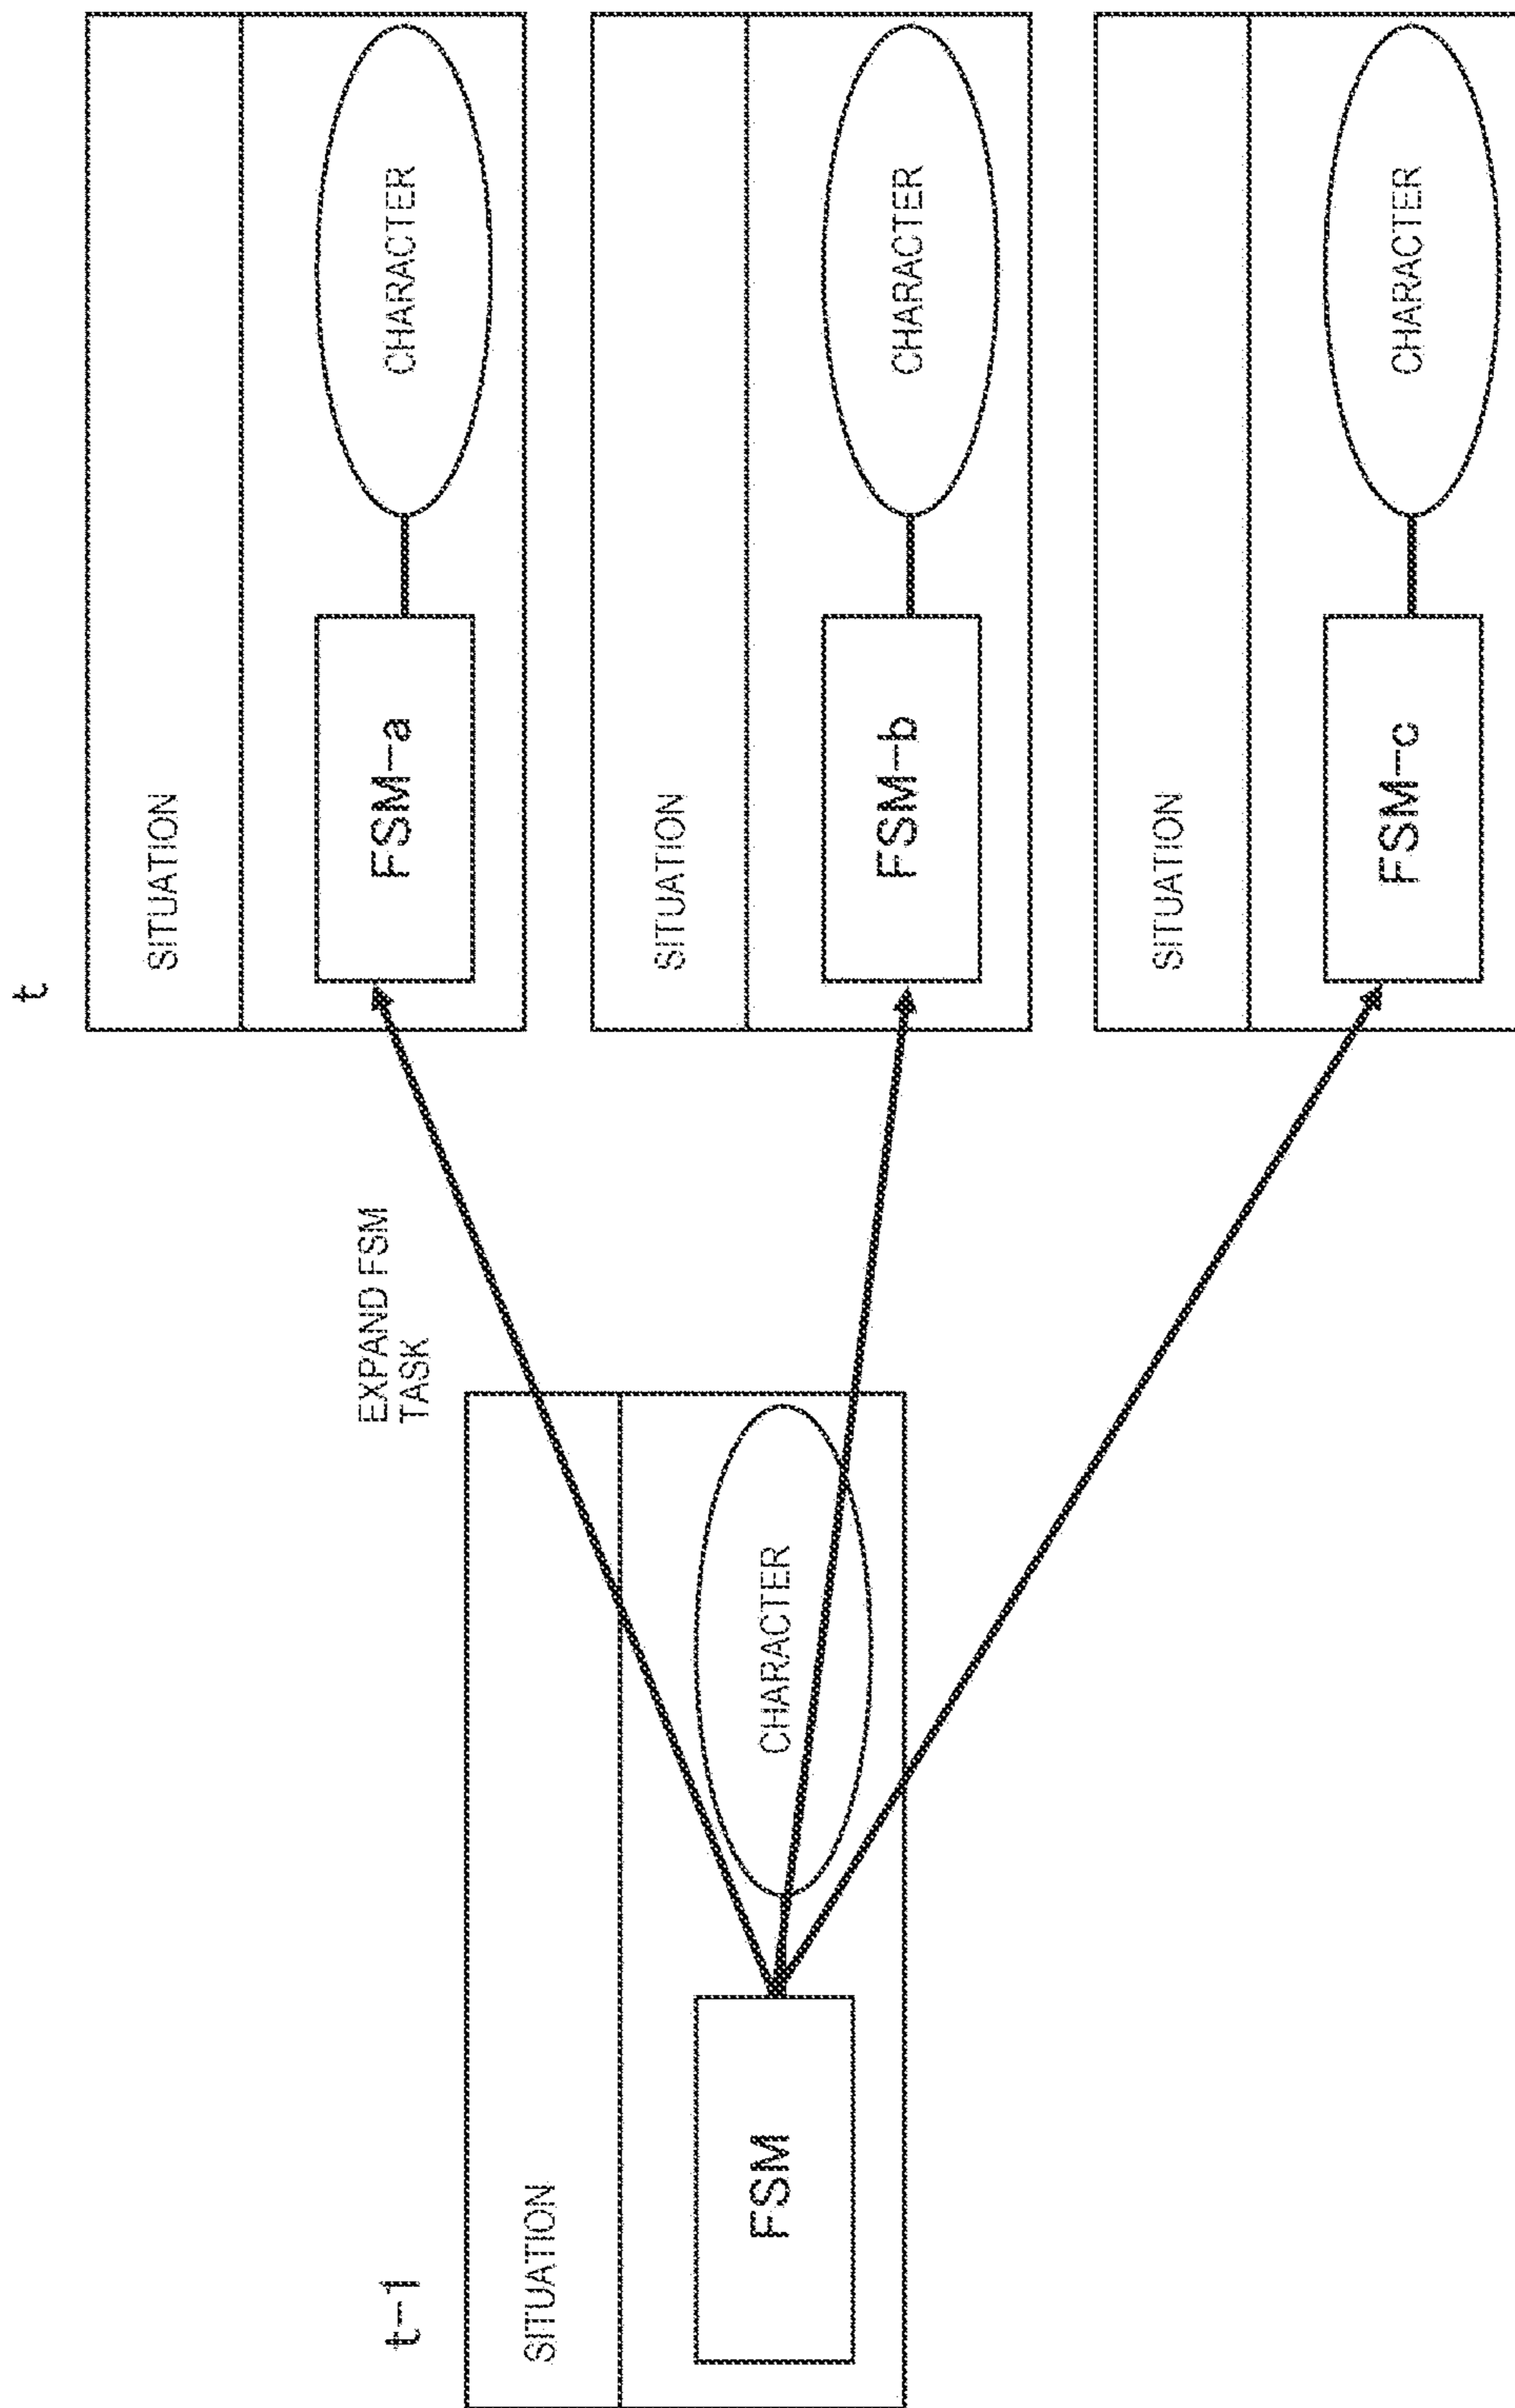 t-1
SITUATION
FSM
CHARACTER
EXPAND FSM
TASK
t
SITUATION
FSM-a
CHARACTER
SITUATION
FSM-b
CHARACTER
SITUATION
FSM-c
CHARACTER